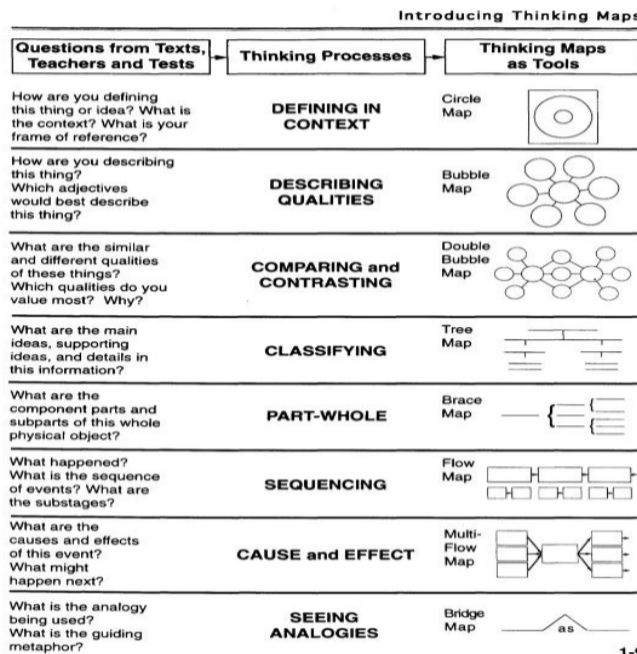 Introducing Thinking Maps
Questions from Texts,
Teachers and Tests
Thinking Processes
Thinking Maps
as Tools
How are you defining
this thing or idea? What is
the context? What is your
frame of reference?
DEFINING IN
CONTEXT
Circle
Map
How are you describing
this thing?
Which adjectives
would best describe
this thing?
DESCRIBING
QUALITIES
Bubble
Map
What are the similar
and different qualities
of these things?
Which qualities do you
value most? Why?
COMPARING and
CONTRASTING
Double
Bubble
Map
What are the main
ideas, supporting
ideas, and details in
this information?
CLASSIFYING
Tree
Map
What are the
component parts and
subparts of this whole
physical object?
PART-WHOLE
Brace
Map
What happened?
What is the sequence
of events? What are
the substages?
SEQUENCING
Flow
Map
What are the
causes and effects
of this event?
What might
happen next?
CAUSE and EFFECT
Multi-
Flow
Map
What is the analogy
being used?
What is the guiding
metaphor?
SEEING
ANALOGIES
Bridge
Map
as